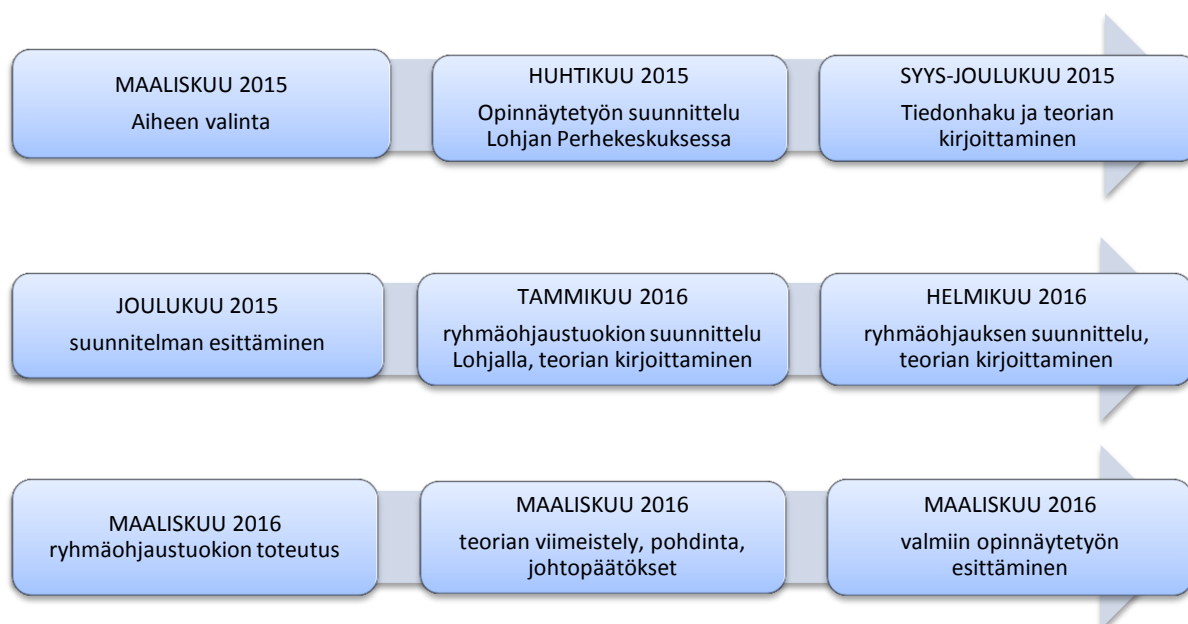 MAALISKUU 2015
Aiheen valinta
HUHTIKUU 2015
Opinnäytetyön suunnittelu
Lohjan Perhekeskuksessa
SYYS-JOULUKUU 2015
Tiedonhaku ja teorian
kirjoittaminen
JOULUKUU 2015
suunnitelman esittäminen
TAMMIKUU 2016
ryhmäohjaustuokion suunnittelu
Lohjalla, teorian kirjoittaminen
HELMIKUU 2016
ryhmäohjauksen suunnittelu,
teorian kirjoittaminen
MAALISKUU 2016
ryhmäohjaustuokion toteutus
MAALISKUU 2016
teorian viimeistely, pohdinta,
johtopäätökset
MAALISKUU 2016
valmiin opinnäytetyön
esittäminen